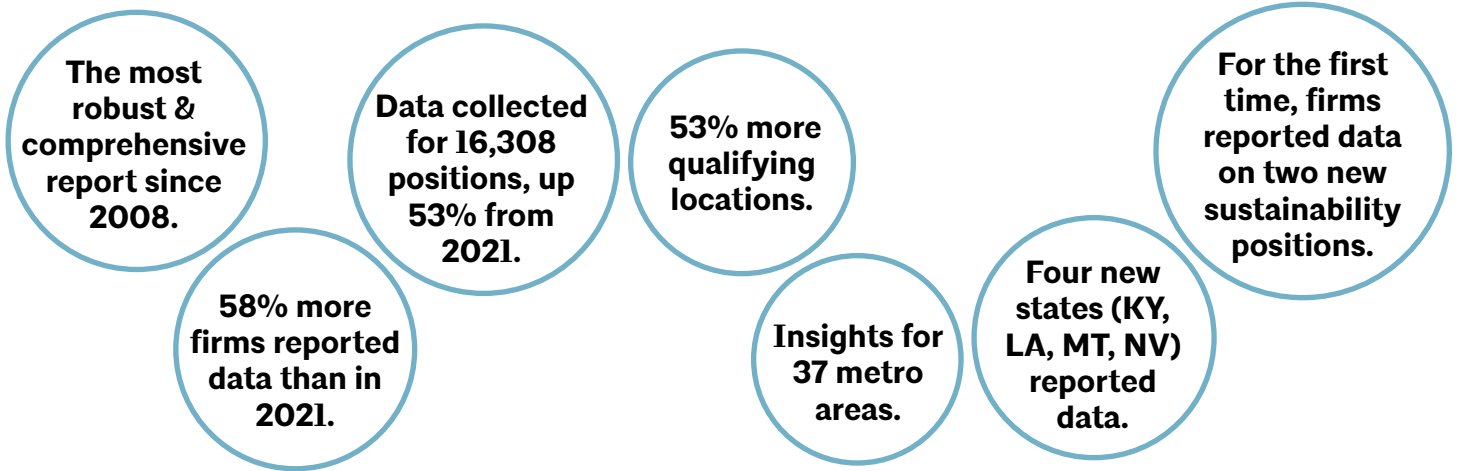 The most
robust &
comprehensive
report since
2008.
58% more
firms reported
data than in
2021.
Data collected
for 16,308
positions, up
53% from
2021.
53% more
qualifying
locations.
Insights for
37 metro
areas.
Four new
states (KY,
LA, MT, NV)
reported
data.
For the first
time, firms
reported data
on two new
sustainability
positions.